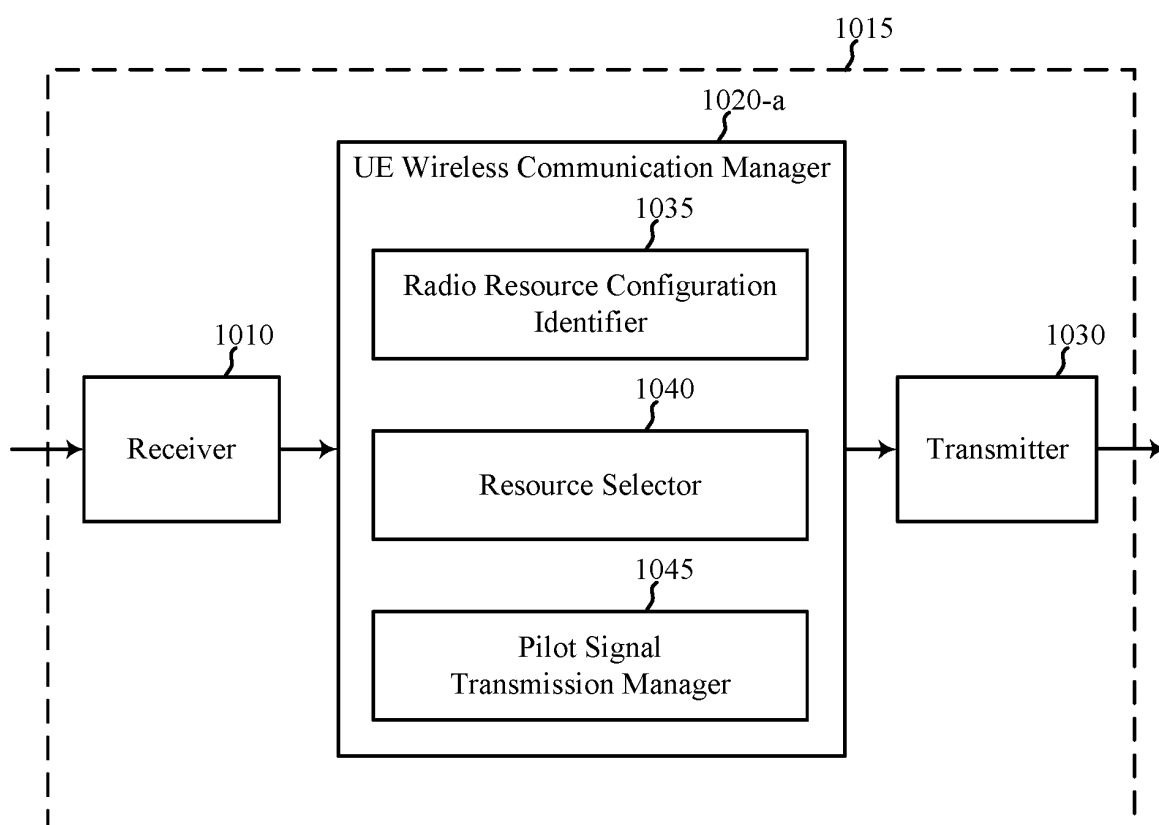 1015
1020-a
UE Wireless Communication Manager
1035
Radio Resource Configuration
Identifier
1010
Receiver
1040
Resource Selector
1030
Transmitter
1045
Pilot Signal
Transmission Manager